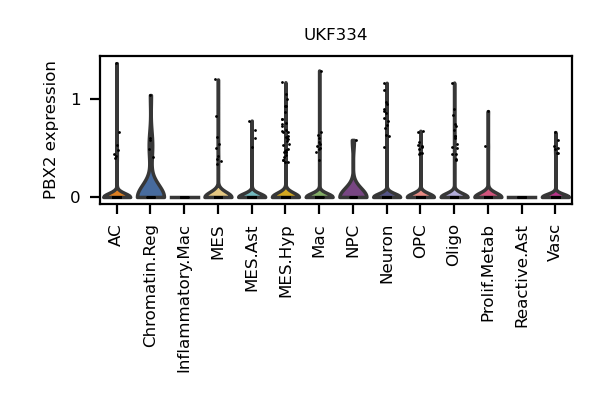 UKF334
PBX2 expression
1
0
AC
Chromatin.Reg
Inflammatory.Mac
MES
MES.Ast
MES.Hyp
Mac
NPC
Neuron
OPC
Oligo
Prolif.Metab
Reactive.Ast
Vasc